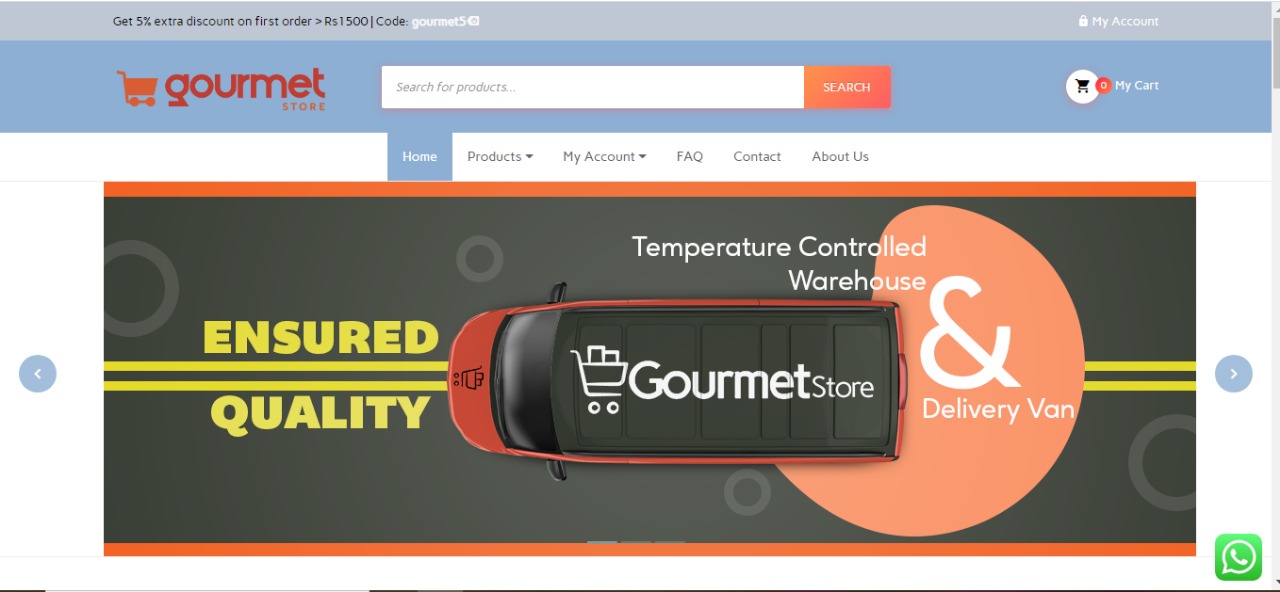 Get 5% extra discount on first order > Rs1500 | Code: gourmet5
My Account
gourmet
STORE
Search for products...
SEARCH
0
My Cart
Home
Products
My Account
FAQ
Contact
About Us
Temperature Controlled
Warehouse
&
Delivery Van
ENSURED
QUALITY
GourmetStore